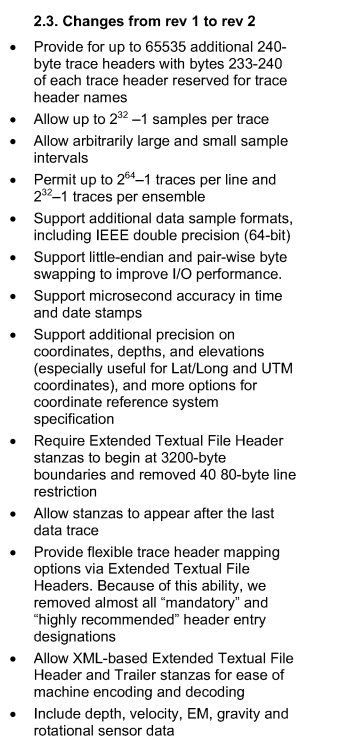 2.3. Changes from rev 1 to rev 2
• Provide for up to 65535 additional 240-
byte trace headers with bytes 233-240
of each trace header reserved for trace
header names
• Allow up to 2³² –1 samples per trace
• Allow arbitrarily large and small sample
intervals
• Permit up to 2⁶⁴–1 traces per line and
2³²–1 traces per ensemble
• Support additional data sample formats,
including IEEE double precision (64-bit)
• Support little-endian and pair-wise byte
swapping to improve I/O performance.
• Support microsecond accuracy in time
and date stamps
• Support additional precision on
coordinates, depths, and elevations
(especially useful for Lat/Long and UTM
coordinates), and more options for
coordinate reference system
specification
• Require Extended Textual File Header
stanzas to begin at 3200-byte
boundaries and removed 40 80-byte line
restriction
• Allow stanzas to appear after the last
data trace
• Provide flexible trace header mapping
options via Extended Textual File
Headers. Because of this ability, we
removed almost all “mandatory” and
“highly recommended” header entry
designations
• Allow XML-based Extended Textual File
Header and Trailer stanzas for ease of
machine encoding and decoding
• Include depth, velocity, EM, gravity and
rotational sensor data